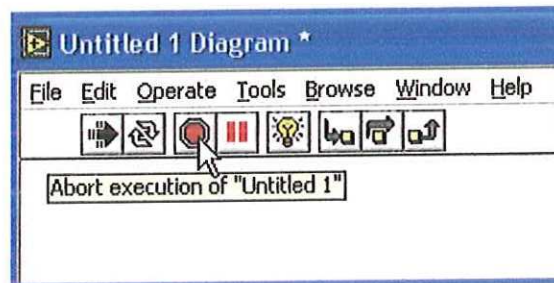 Untitled 1 Diagram *
File Edit Operate Tools Browse Window Help
Abort execution of "Untitled 1"